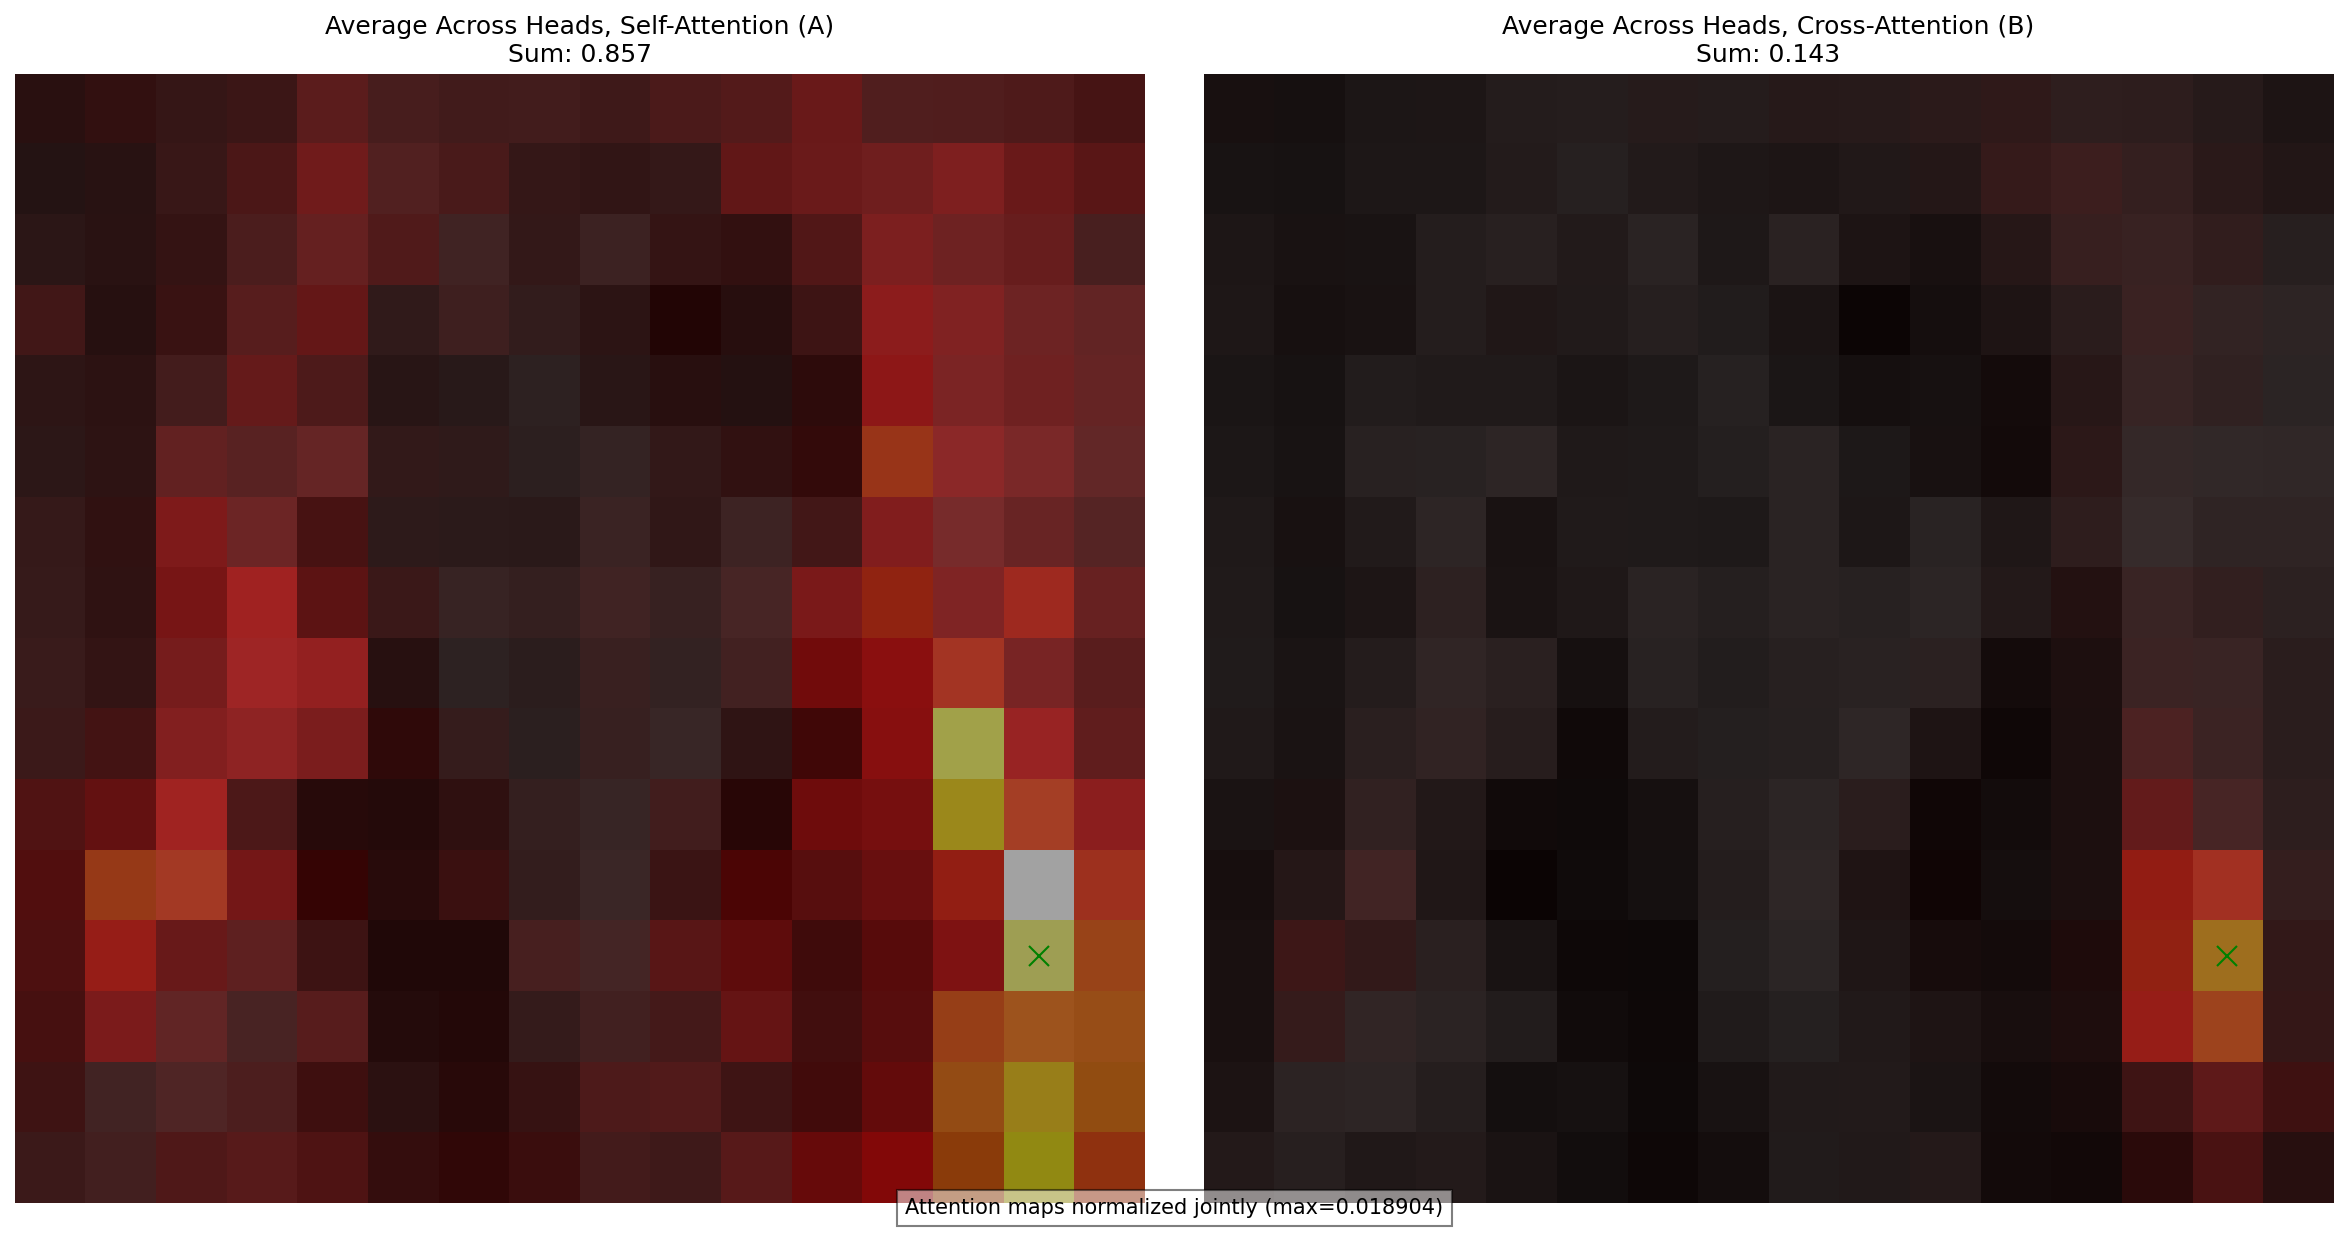 Average Across Heads, Self-Attention (A)
Sum: 0.857
Average Across Heads, Cross-Attention (B)
Sum: 0.143
Attention maps normalized jointly (max=0.018904)